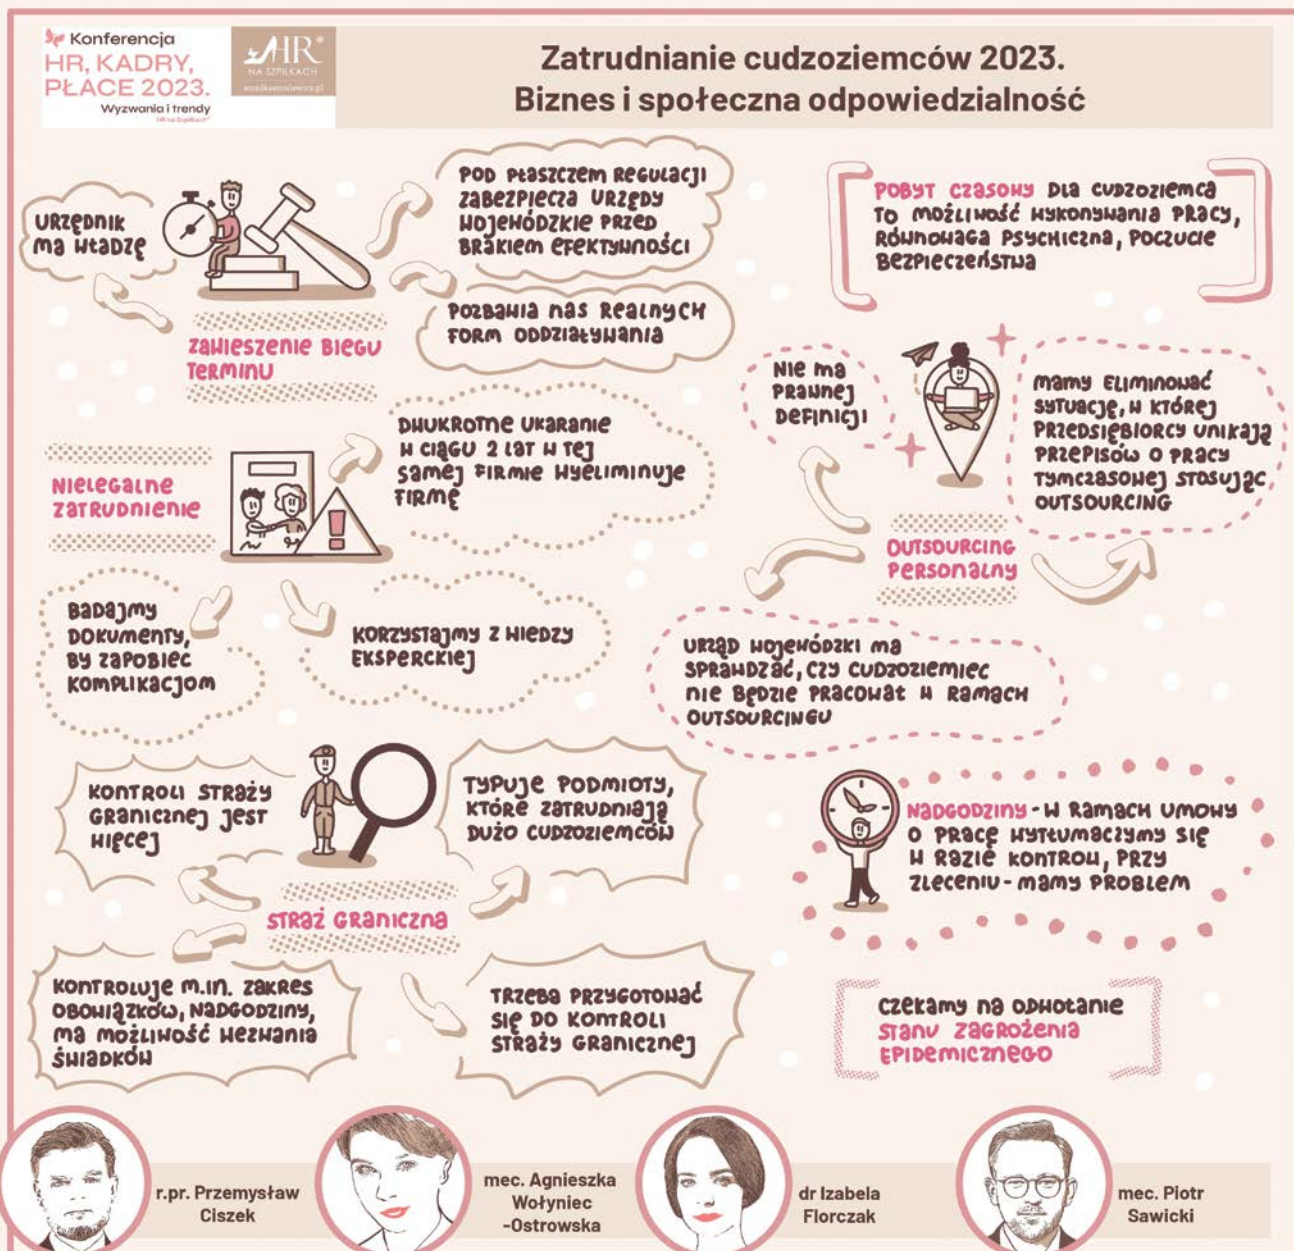 Konferencja
HR, KADRY,
PŁACE 2023.
Wyzwania i trendy
HR na Szpilkach®
HR®
NA SZPILKACH
monikasmulewicz.pl
Zatrudnianie cudzoziemców 2023.
Biznes i społeczna odpowiedzialność
URZĘDNIK
MA WŁADZĘ
POD PŁASZCZEM REGULACJI
ZABEZPIECZA URZĘDY
WOJEWÓDZKIE PRZED
BRAKIEM EFEKTYWNOŚCI
POZBAWIA NAS REALNYCH
FORM ODDZIAŁYWANIA
ZAWIESZENIE BIEGU
TERMINU
POBYT CZASOWY DLA CUDZOZIEMCA
TO MOŻLIWOŚĆ WYKONYWANIA PRACY,
RÓWNOWAGA PSYCHICZNA, POCZUCIE
BEZPIECZEŃSTWA
NIELEGALNE
ZATRUDNIENIE
DWUKROTNE UKARANIE
W CIĄGU 2 LAT W TEJ
SAMEJ FIRMIE WYELIMINUJE
FIRMĘ
BADAJMY
DOKUMENTY,
BY ZAPOBIEC
KOMPLIKACJOM
KORZYSTAJMY Z WIEDZY
EKSPERCKIEJ
NIE MA
PRAWNEJ
DEFINICJI
MAMY ELIMINOWAĆ
SYTUACJĘ, W KTÓREJ
PRZEDSIĘBIORCY UNIKAJĄ
PRZEPISÓW O PRACY
TYMCZASOWEJ STOSUJĄC
OUTSOURCING
OUTSOURCING
PERSONALNY
URZĄD WOJEWÓDZKI MA
SPRAWDZAĆ, CZY CUDZOZIEMIEC
NIE BĘDZIE PRACOWAŁ W RAMACH
OUTSOURCINGU
KONTROLI STRAŻY
GRANICZNEJ JEST
WIĘCEJ
TYPUJE PODMIOTY,
KTÓRE ZATRUDNIAJĄ
DUŻO CUDZOZIEMCÓW
STRAŻ GRANICZNA
KONTROLUJE M.IN. ZAKRES
OBOWIĄZKÓW, NADGODZINY,
MA MOŻLIWOŚĆ WEZWANIA
ŚWIADKÓW
TRZEBA PRZYGOTOWAĆ
SIĘ DO KONTROLI
STRAŻY GRANICZNEJ
NADGODZINY - W RAMACH UMOWY
O PRACĘ WYTŁUMACZYMY SIĘ
W RAZIE KONTROLI, PRZY
ZLECENIU - MAMY PROBLEM
CZEKAMY NA ODWOŁANIE
STANU ZAGROŻENIA
EPIDEMICZNEGO
r.pr. Przemysław
Ciszek
mec. Agnieszka
Wołyniec
-Ostrowska
dr Izabela
Florczak
mec. Piotr
Sawicki